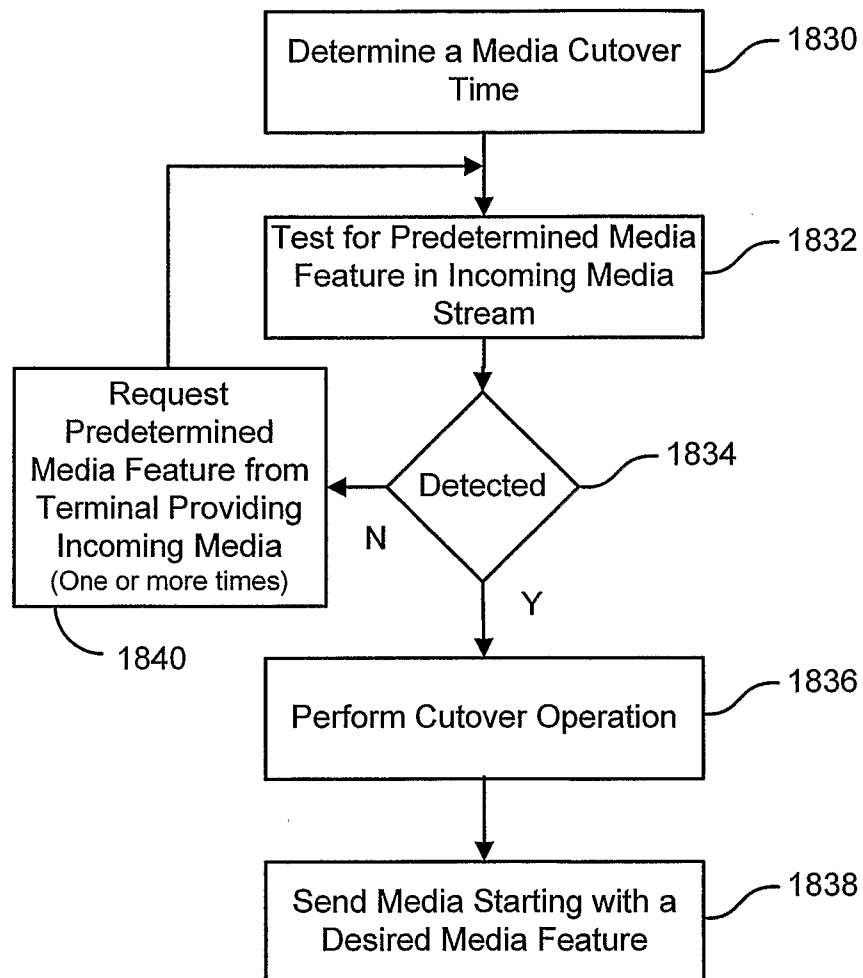 Determine a Media Cutover
Time
1830
Test for Predetermined Media
Feature in Incoming Media
Stream
1832
Request
Predetermined
Media Feature from
Terminal Providing
Incoming Media
(One or more times)
1840
Detected
1834
N
Y
Perform Cutover Operation
1836
Send Media Starting with a
Desired Media Feature
1838